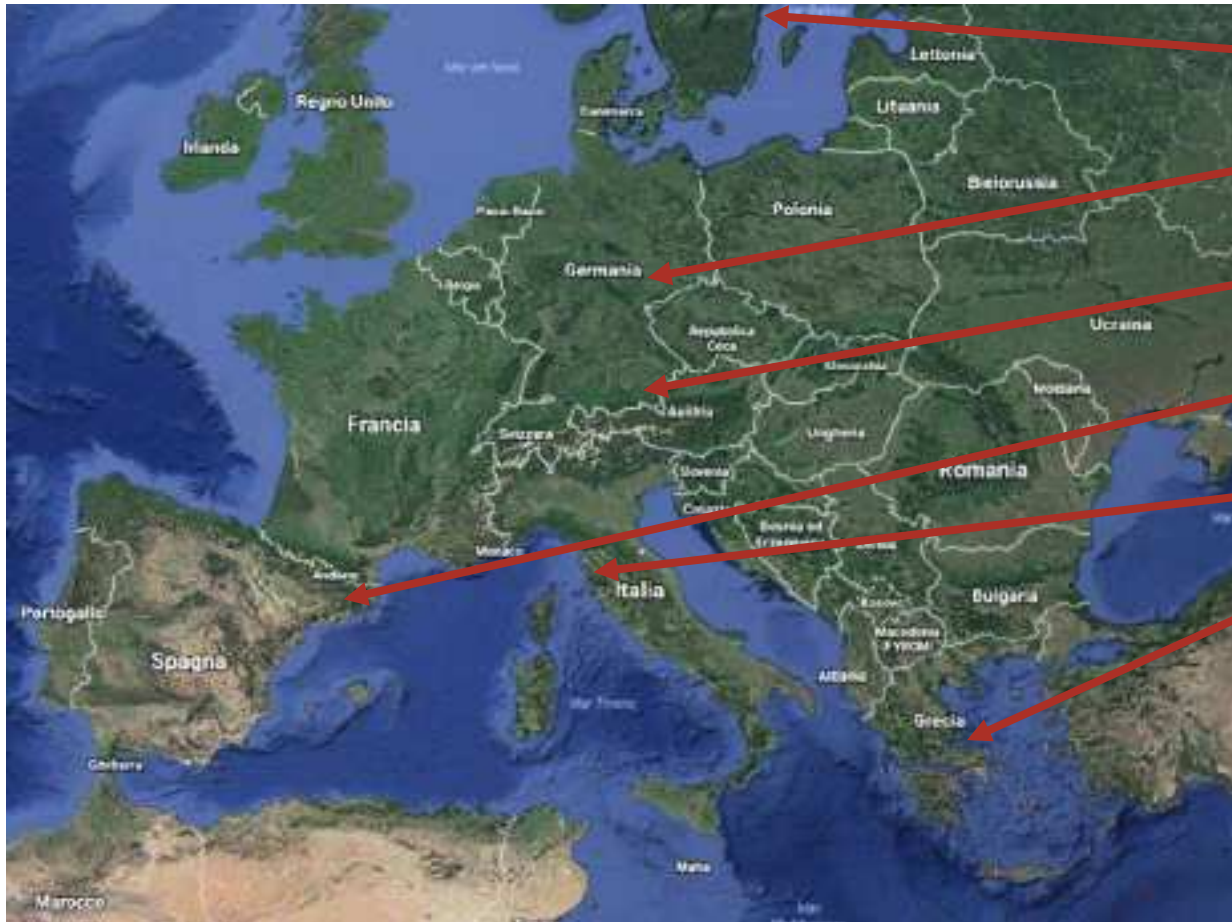 Lettonia
Regno Unito
Danimarca
Lituania
Irlanda
Bielorussia
Paesi Bassi
Polonia
Germania
Belgio
Ucraina
Repubblica
Ceca
Slovacchia
Moldavia
Austria
Francia
Svizzera
Ungheria
Slovenia
Romania
Croazia
Bosnia ed
Erzegovina
Serbia
Monaco
Andorra
Italia
Bulgaria
Portogallo
Kosovo
Macedonia
(FYROM)
Spagna
Albania
Mar Tirreno
Grecia
Gibilterra
Malta
Marocco
Mar